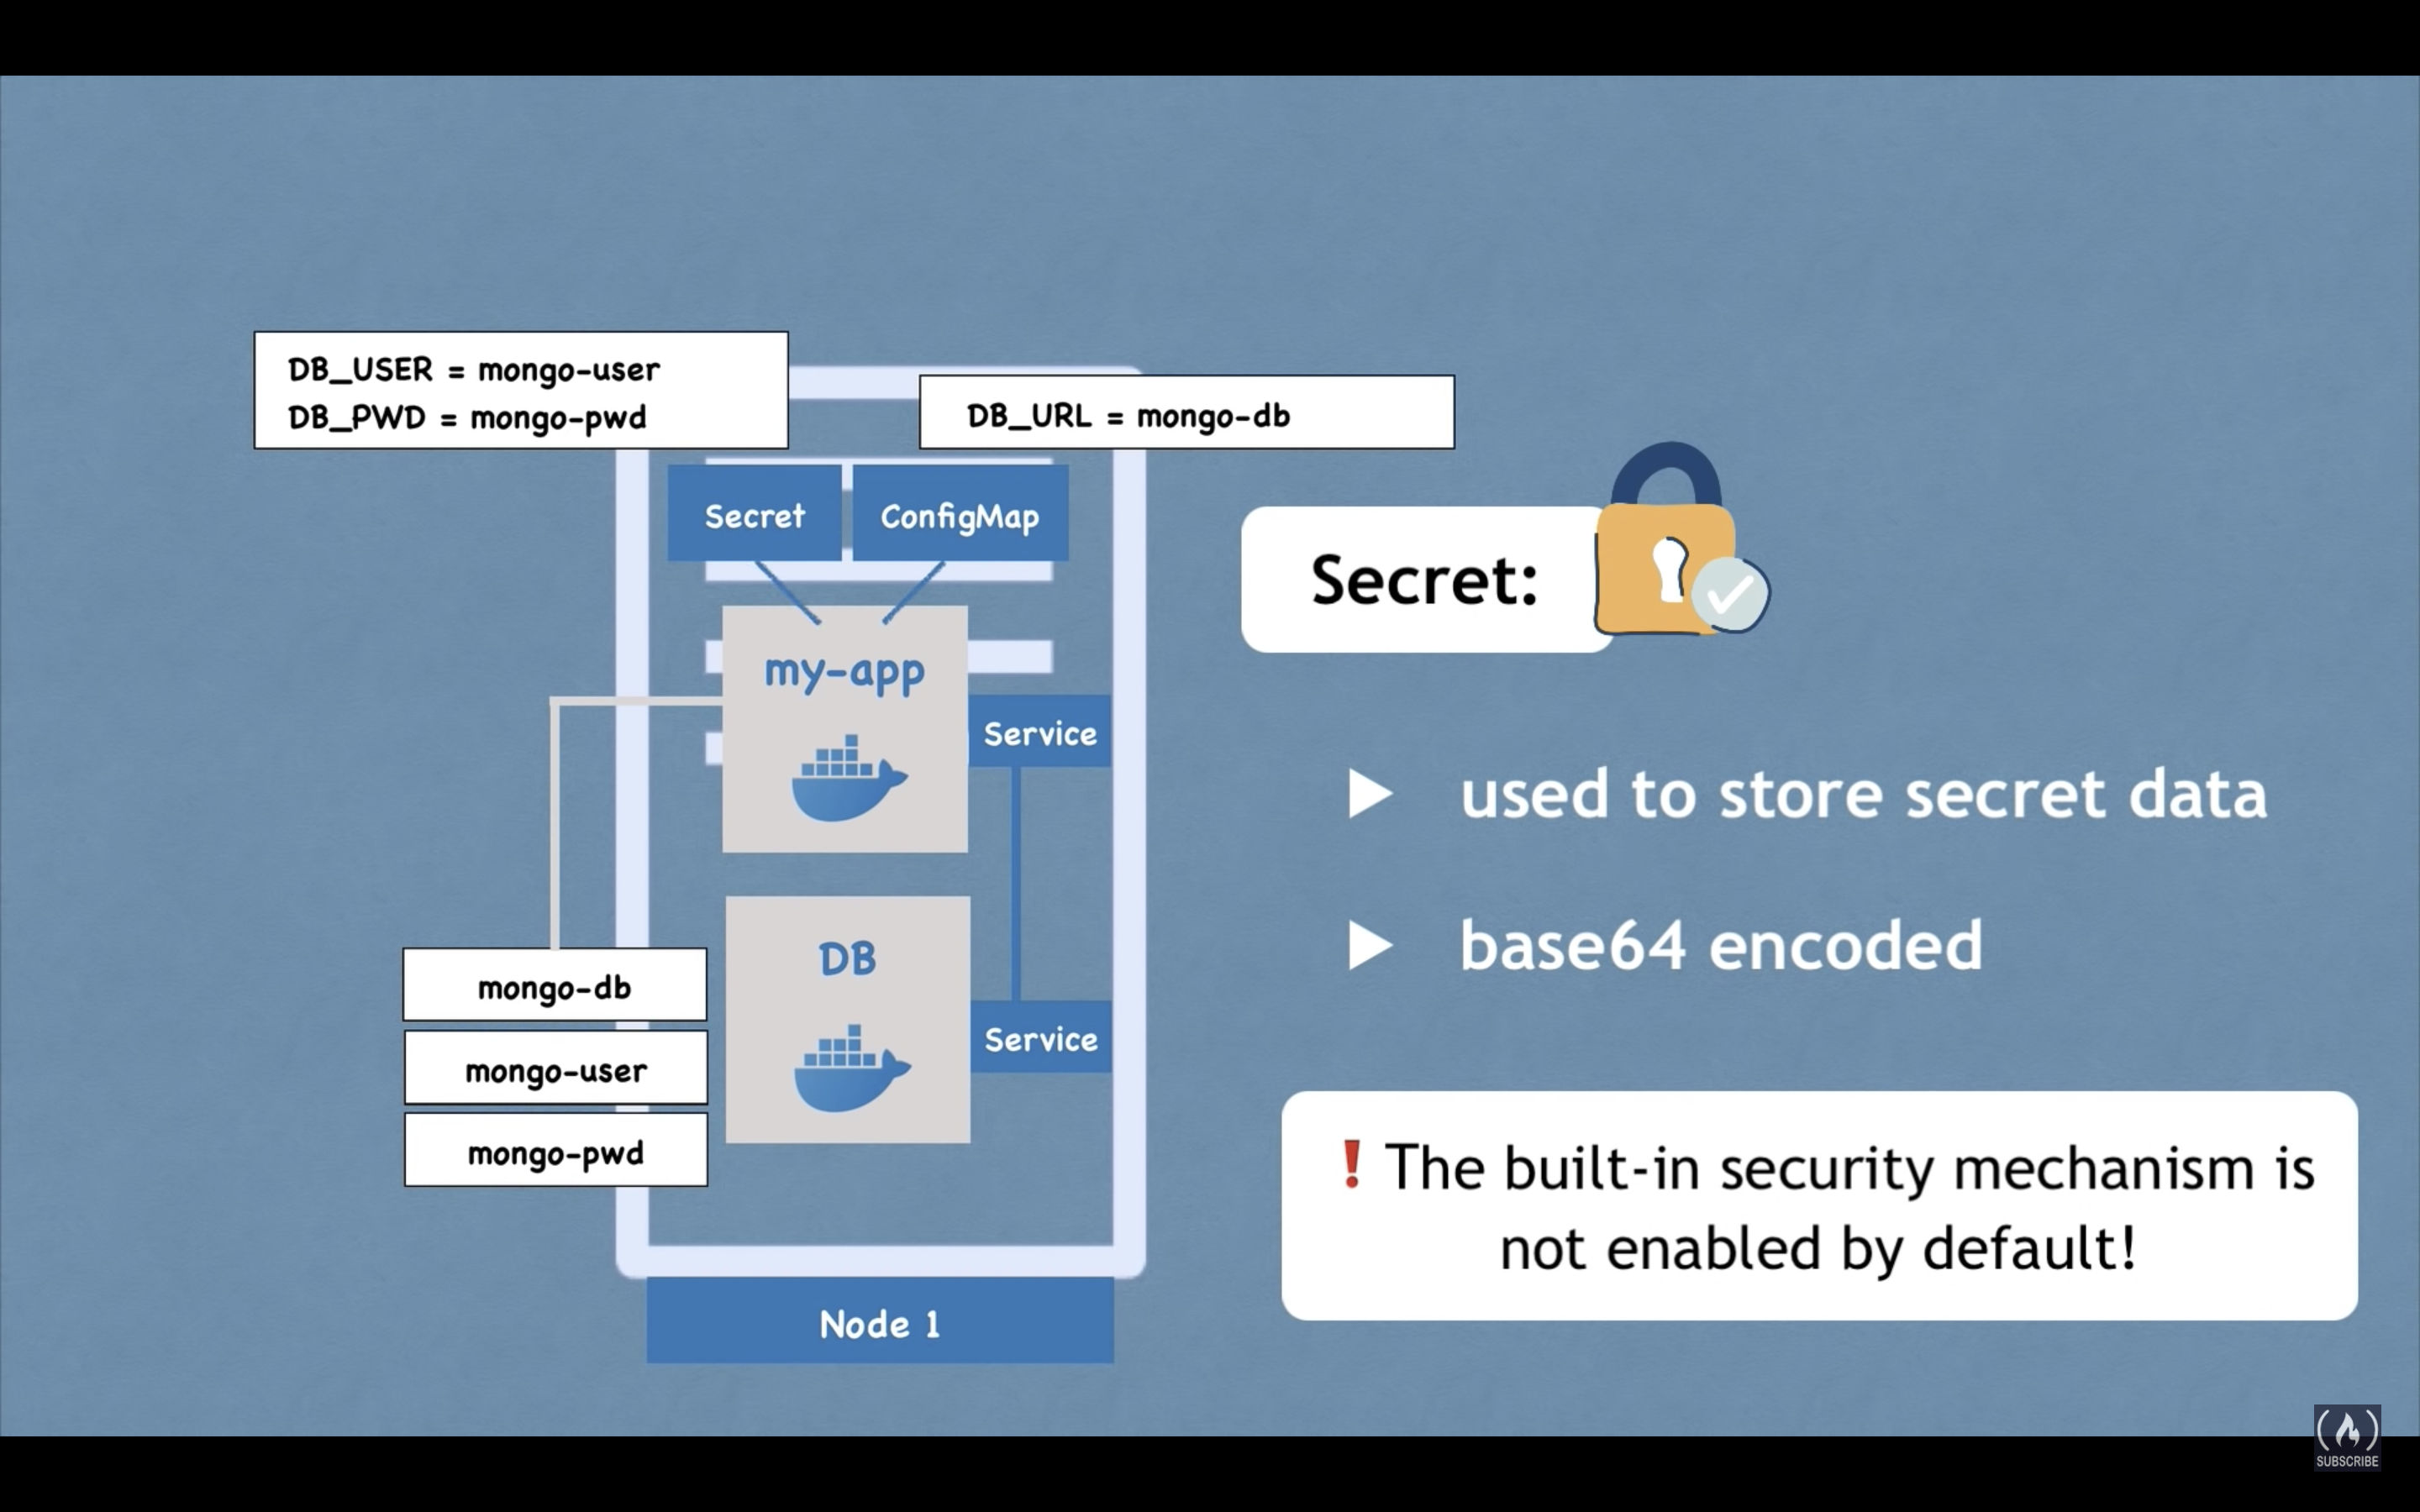 DB_USER = mongo-user
DB_PWD = mongo-pwd
DB_URL = mongo-db
Secret
ConfigMap
my-app
Service
DB
Service
mongo-db
mongo-user
mongo-pwd
Node 1
Secret:
used to store secret data
base64 encoded
❗The built-in security mechanism is
not enabled by default!
SUBSCRIBE